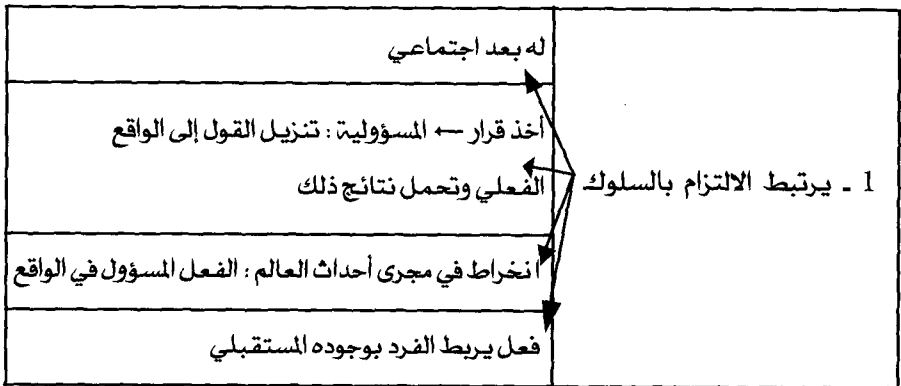 1 ـ يرتبط الالتزام بالسلوك
له بعد اجتماعي
أخذ قرار ← المسؤولية : تنزيل القول إلى الواقع
الفعلي وتحمل نتائج ذلك
انخراط في مجرى أحداث العالم : الفعل المسؤول في الواقع
فعل يربط الفرد بوجوده المستقبلي